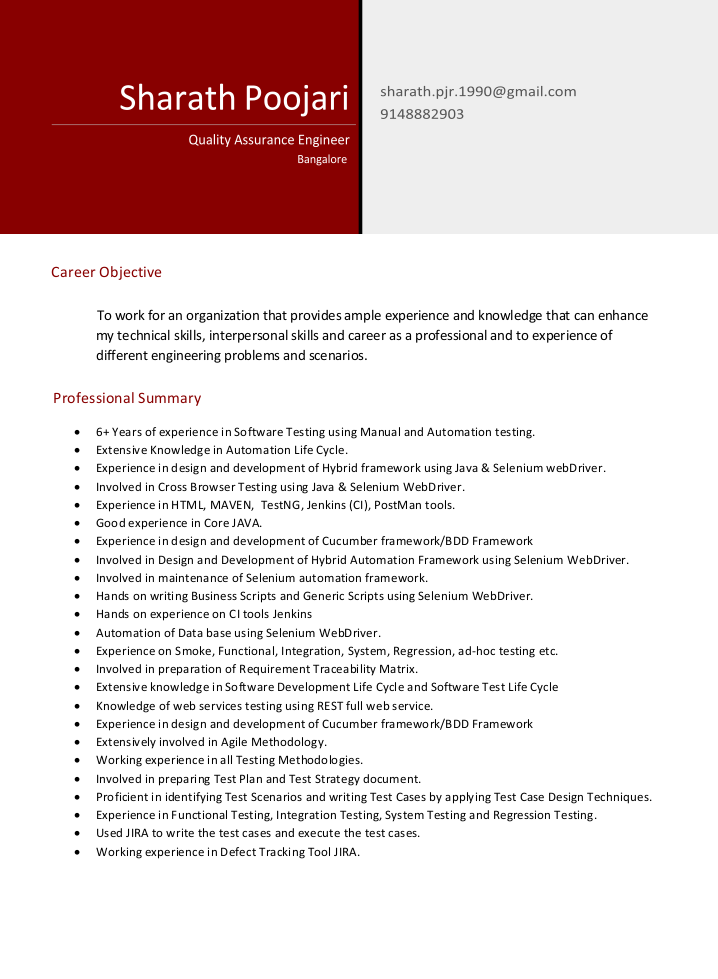 Sharath Poojari
Quality Assurance Engineer
Bangalore
sharath.pjr.1990@gmail.com
9148882903
Career Objective
To work for an organization that provides ample experience and knowledge that can enhance
my technical skills, interpersonal skills and career as a professional and to experience of
different engineering problems and scenarios.
Professional Summary
• 6+ Years of experience in Software Testing using Manual and Automation testing.
• Extensive Knowledge in Automation Life Cycle.
• Experience in design and development of Hybrid framework using Java & Selenium webDriver.
• Involved in Cross Browser Testing using Java & Selenium WebDriver.
• Experience in HTML, MAVEN, TestNG, Jenkins (CI), PostMan tools.
• Good experience in Core JAVA.
• Experience in design and development of Cucumber framework/BDD Framework
• Involved in Design and Development of Hybrid Automation Framework using Selenium WebDriver.
• Involved in maintenance of Selenium automation framework.
• Hands on writing Business Scripts and Generic Scripts using Selenium WebDriver.
• Hands on experience on CI tools Jenkins
• Automation of Data base using Selenium WebDriver.
• Experience on Smoke, Functional, Integration, System, Regression, ad-hoc testing etc.
• Involved in preparation of Requirement Traceability Matrix.
• Extensive knowledge in Software Development Life Cycle and Software Test Life Cycle
• Knowledge of web services testing using REST full web service.
• Experience in design and development of Cucumber framework/BDD Framework
• Extensively involved in Agile Methodology.
• Working experience in all Testing Methodologies.
• Involved in preparing Test Plan and Test Strategy document.
• Proficient in identifying Test Scenarios and writing Test Cases by applying Test Case Design Techniques.
• Experience in Functional Testing, Integration Testing, System Testing and Regression Testing.
• Used JIRA to write the test cases and execute the test cases.
• Working experience in Defect Tracking Tool JIRA.